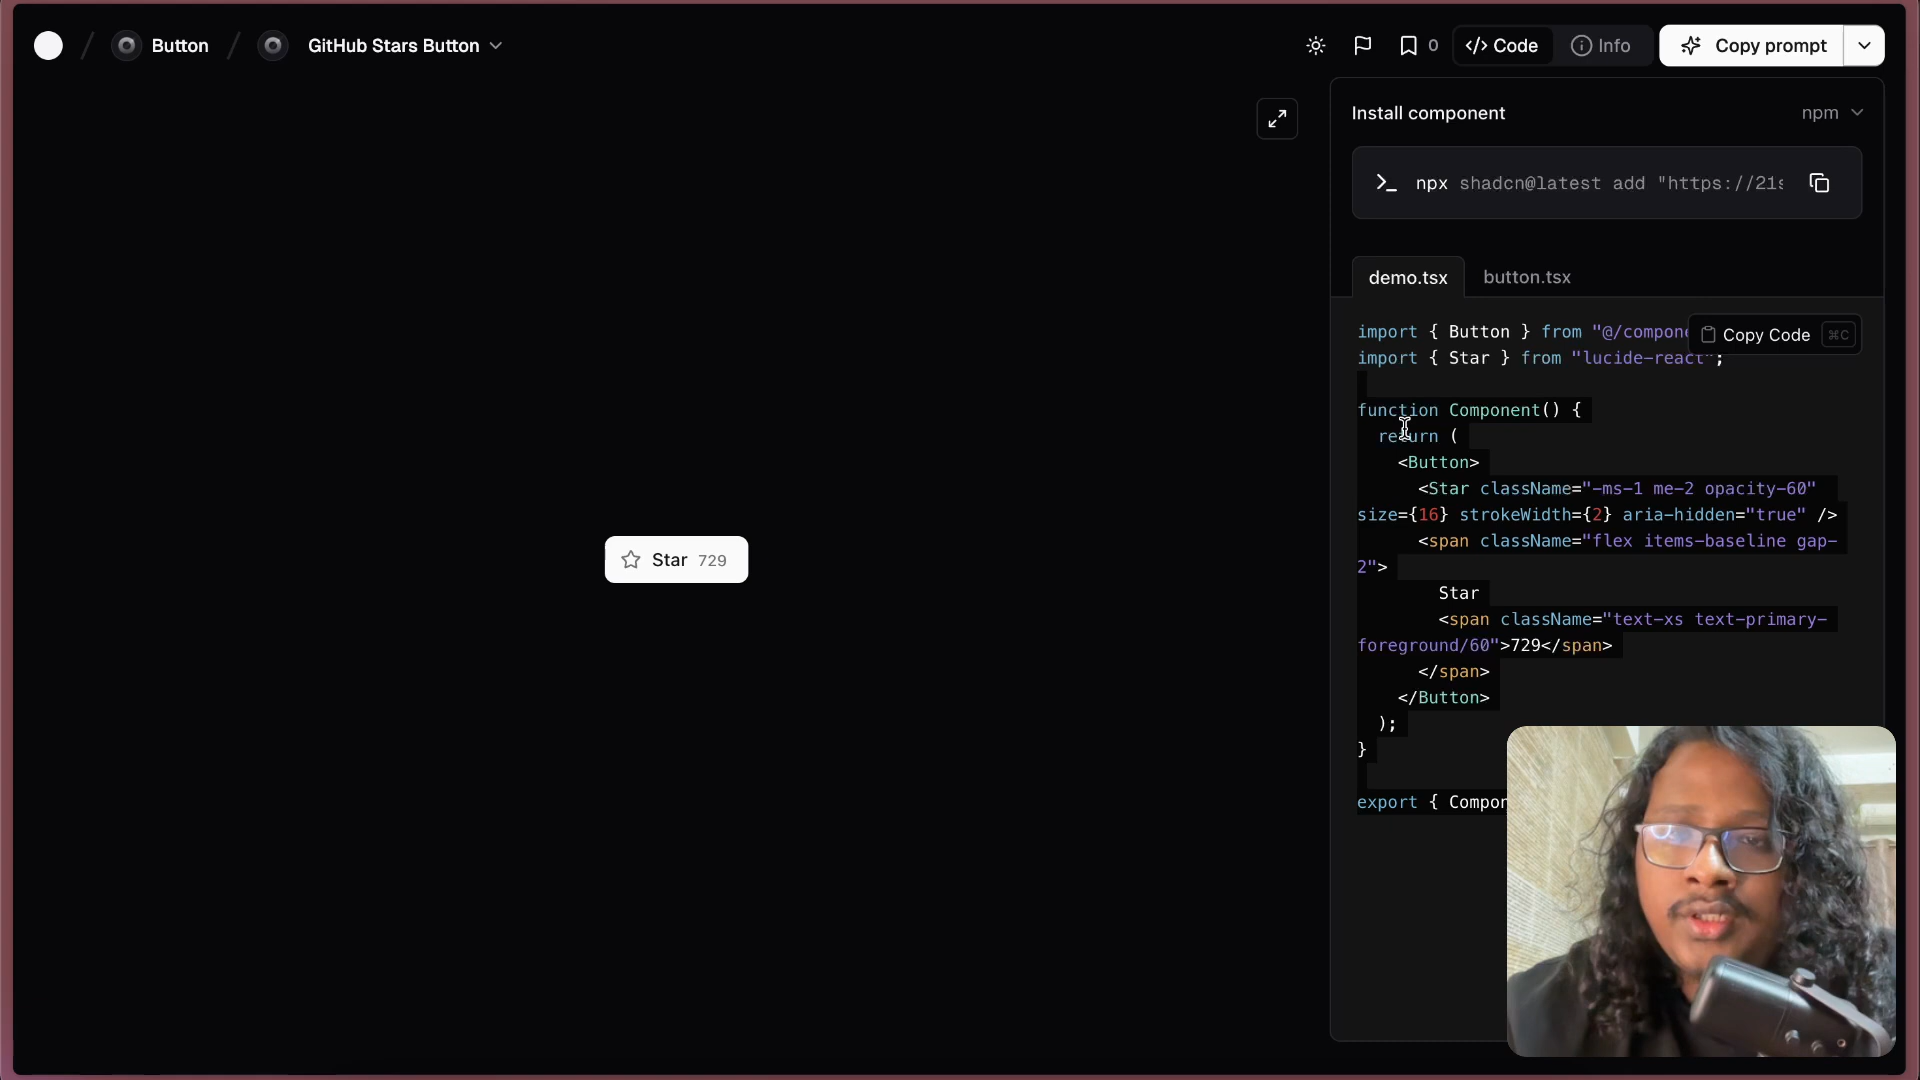 / Button / GitHub Stars Button
0 Code Info Copy prompt
Install component npm
npx shadcn@latest add "https://21s
demo.tsx button.tsx
import { Button } from "@/compone
Copy Code ⌘C
import { Star } from "lucide-react";
function Component() {
return (
<Button>
<Star className="-ms-1 me-2 opacity-60"
size={16} strokeWidth={2} aria-hidden="true" />
<span className="flex items-baseline gap-
2">
Star
<span className="text-xs text-primary-
foreground/60">729</span>
</span>
</Button>
);
}
export { Compon
Star 729